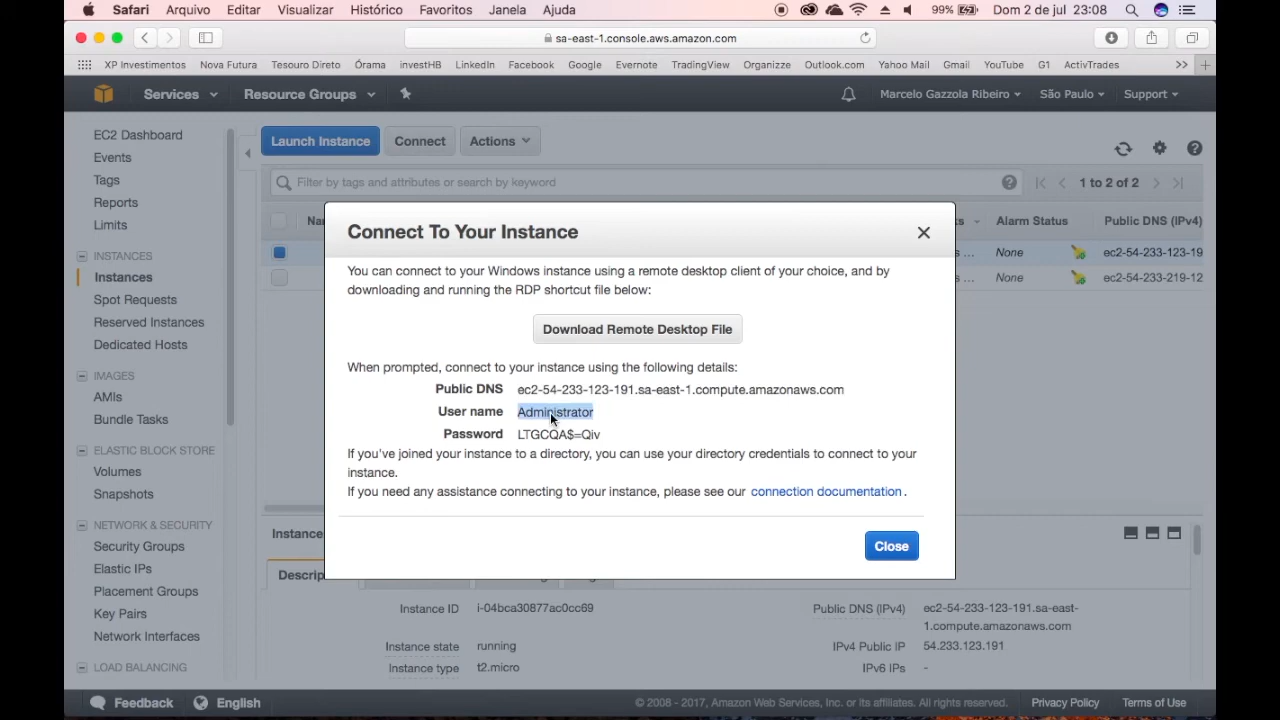 Safari Arquivo Editar Visualizar Histórico Favoritos Janela Ajuda 99% Dom 2 de jul 23:08
sa-east-1.console.aws.amazon.com
XP Investimentos Nova Futura Tesouro Direto Órama investHB LinkedIn Facebook Google Evernote TradingView Organizze Outlook.com Yahoo Mail Gmail YouTube G1 ActivTrades >> +
Services Resource Groups Marcelo Gazzola Ribeiro São Paulo Support
EC2 Dashboard
Events
Tags
Reports
Limits
INSTANCES
Instances
Spot Requests
Reserved Instances
Dedicated Hosts
IMAGES
AMIs
Bundle Tasks
ELASTIC BLOCK STORE
Volumes
Snapshots
NETWORK & SECURITY
Security Groups
Elastic IPs
Placement Groups
Key Pairs
Network Interfaces
LOAD BALANCING
Launch Instance Connect Actions
Filter by tags and attributes or search by keyword 1 to 2 of 2
Alarm Status Public DNS (IPv4)
None ec2-54-233-123-19
None ec2-54-233-219-12
Connect To Your Instance
You can connect to your Windows instance using a remote desktop client of your choice, and by
downloading and running the RDP shortcut file below:
Download Remote Desktop File
When prompted, connect to your instance using the following details:
Public DNS ec2-54-233-123-191.sa-east-1.compute.amazonaws.com
User name Administrator
Password LTGCQA$=Qiv
If you've joined your instance to a directory, you can use your directory credentials to connect to your
instance.
If you need any assistance connecting to your instance, please see our connection documentation.
Close
Instance
Descrip
Instance ID i-04bca30877ac0cc69 Public DNS (IPv4) ec2-54-233-123-191.sa-east-
1.compute.amazonaws.com
Instance state running IPv4 Public IP 54.233.123.191
Instance type t2.micro IPv6 IPs -
Feedback English © 2008 - 2017, Amazon Web Services, Inc. or its affiliates. All rights reserved. Privacy Policy Terms of Use